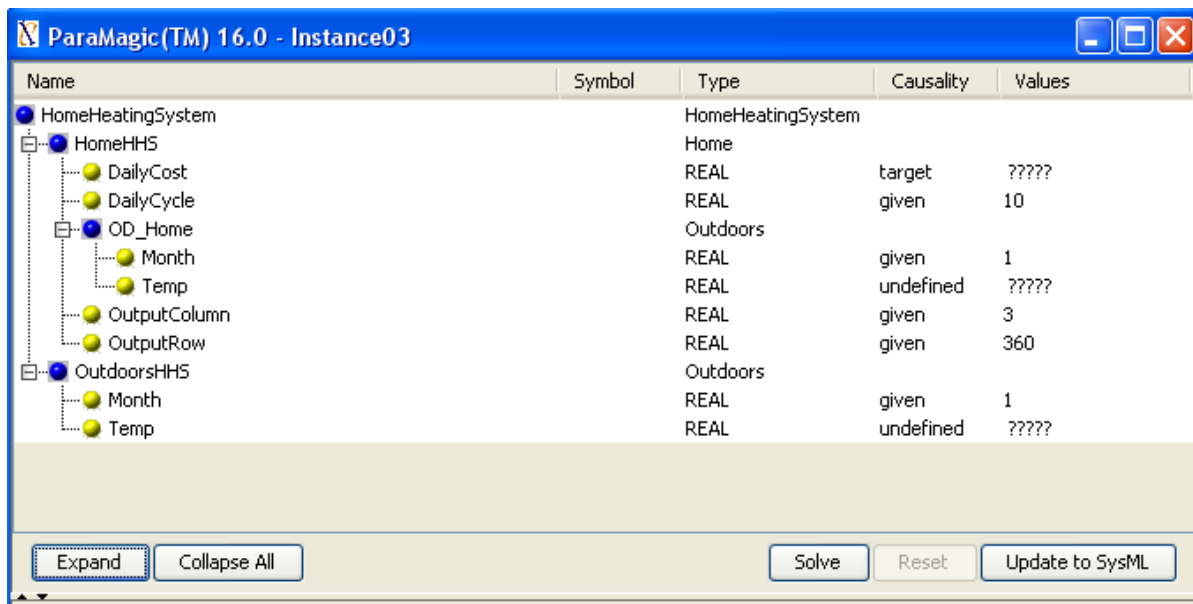 ParaMagic(TM) 16.0 - Instance03
Name Symbol Type Causality Values
HomeHeatingSystem HomeHeatingSystem
HomeHHS Home
DailyCost REAL target ?????
DailyCycle REAL given 10
OD_Home Outdoors
Month REAL given 1
Temp REAL undefined ?????
OutputColumn REAL given 3
OutputRow REAL given 360
OutdoorsHHS Outdoors
Month REAL given 1
Temp REAL undefined ?????
Expand Collapse All Solve Reset Update to SysML